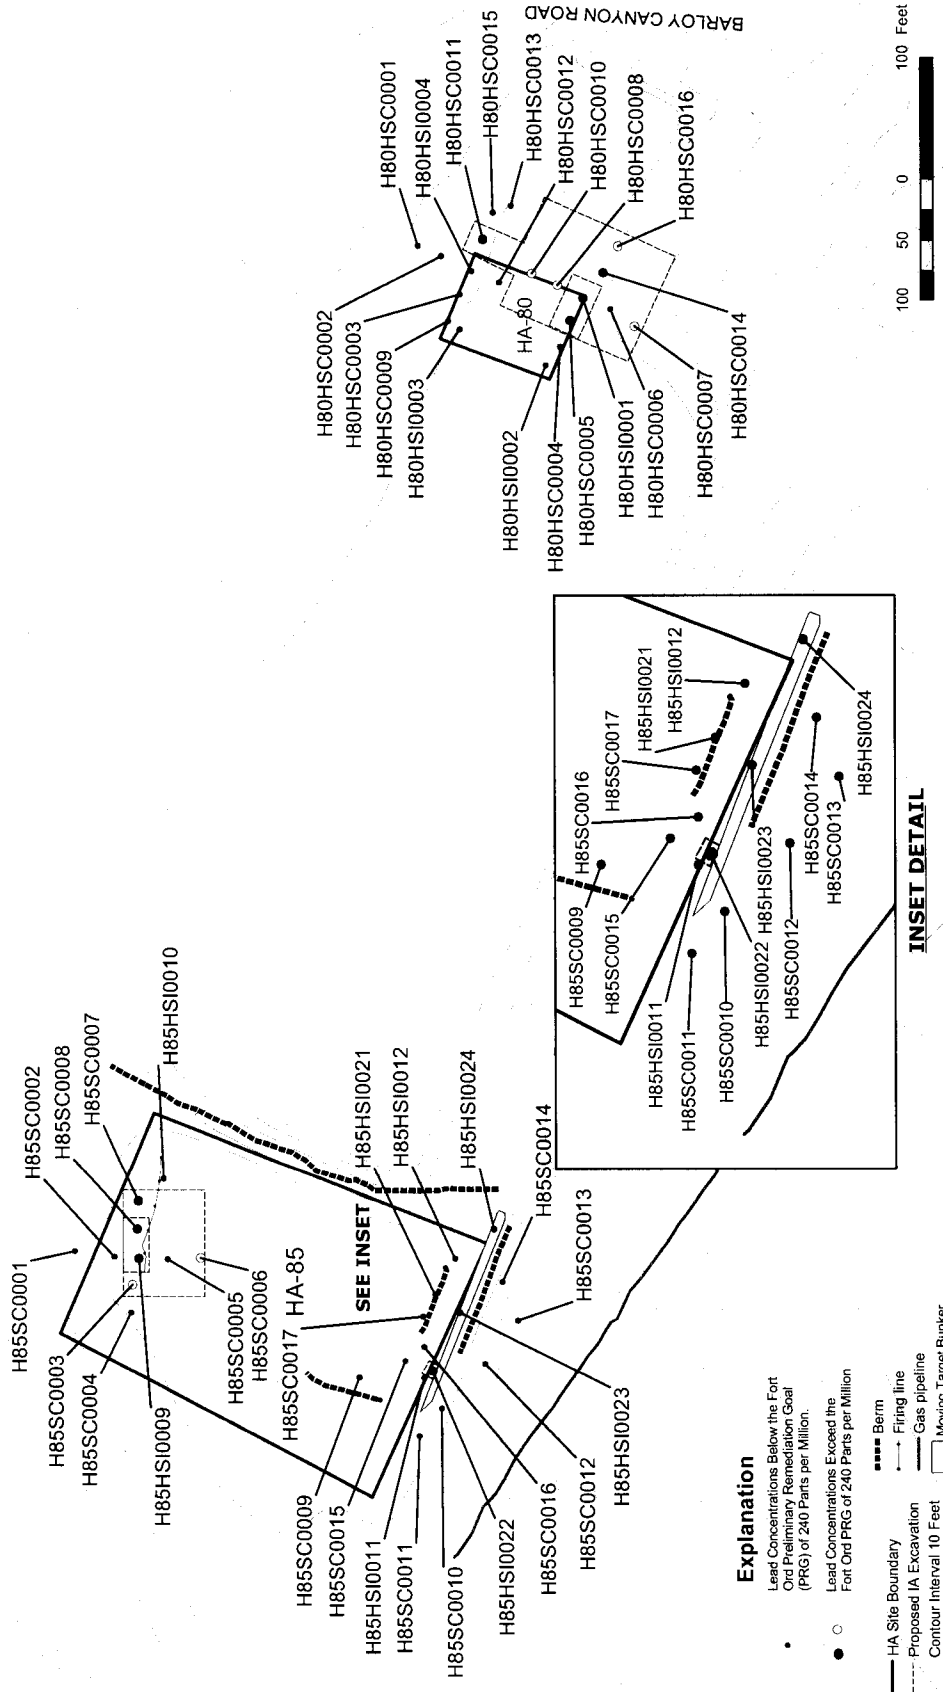 H85SC0001
H85SC0002
H85SC0008
H85SC0007
H85HSI0010
H85SC0003
H85SC0004
H85HSI0009
H85SC0005
H85SC0006
HA-85
SEE INSET
H85SC0017
H85HSI0021
H85HSI0012
H85HSI0024
H85SC0014
H85SC0013
H85SC0009
H85SC0015
H85HSI0011
H85SC0011
H85SC0010
H85HSI0022
H85SC0016
H85SC0012
H85HSI0023
H80HSC0002
H80HSC0003
H80HSC0009
H80HSI0003
H80HSC0001
H80HSI0004
H80HSC0011
H80HSC0015
H80HSC0013
H80HSC0012
H80HSC0010
H80HSC0008
H80HSC0016
BARLOY CANYON ROAD
HA-80
H80HSI0002
H80HSC0004
H80HSC0005
H80HSI0001
H80HSC0006
H80HSC0007
H80HSC0014
H85SC0009
H85SC0015
H85SC0016
H85SC0017
H85HSI0021
H85HSI0012
H85HSI0011
H85SC0011
H85SC0010
H85HSI0022
H85SC0012
H85HSI0023
H85SC0013
H85SC0014
H85HSI0024
INSET DETAIL
100 50 0 100 Feet
Explanation
Lead Concentrations Below the Fort
Ord Preliminary Remediation Goal
(PRG) of 240 Parts per Million.
Lead Concentrations Exceed the
Fort Ord PRG of 240 Parts per Million
HA Site Boundary
Proposed IA Excavation
Contour Interval 10 Feet
Berm
Firing line
Gas pipeline
Moving Target Bunker